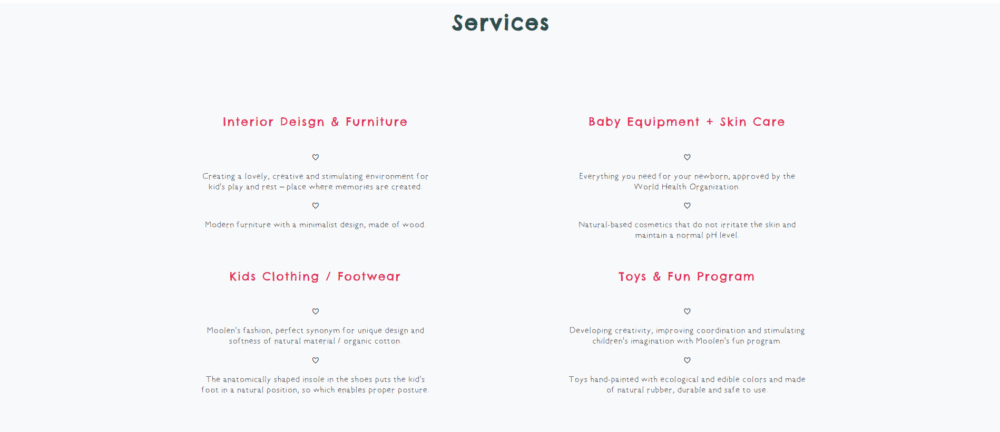 Services
Interior Deisgn & Furniture
♡
Creating a lovely, creative and stimulating environment for
kid's play and rest – place where memories are created.
♡
Modern furniture with a minimalist design, made of wood.
Baby Equipment + Skin Care
♡
Everything you need for your newborn, approved by the
World Health Organization.
♡
Natural-based cosmetics that do not irritate the skin and
maintain a normal pH level.
Kids Clothing / Footwear
♡
Moolen's fashion, perfect synonym for unique design and
softness of natural material / organic cotton.
♡
The anatomically shaped insole in the shoes puts the kid's
foot in a natural position, so which enables proper posture.
Toys & Fun Program
♡
Developing creativity, improving coordination and stimulating
children's imagination with Moolen's fun program.
♡
Toys hand-painted with ecological and edible colors and made
of natural rubber, durable and safe to use.